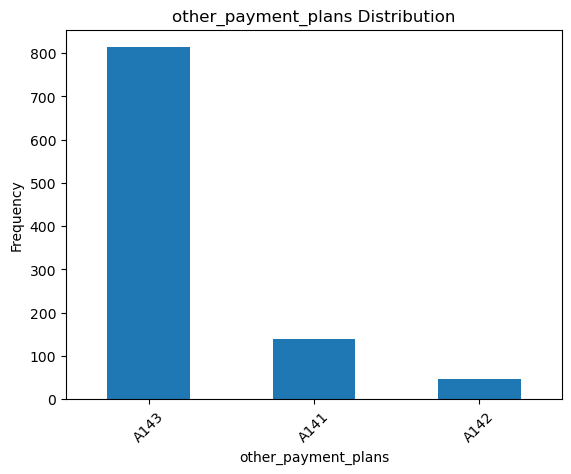 other_payment_plans Distribution
Frequency
800
700
600
500
400
300
200
100
0
A143
A141
A142
other_payment_plans